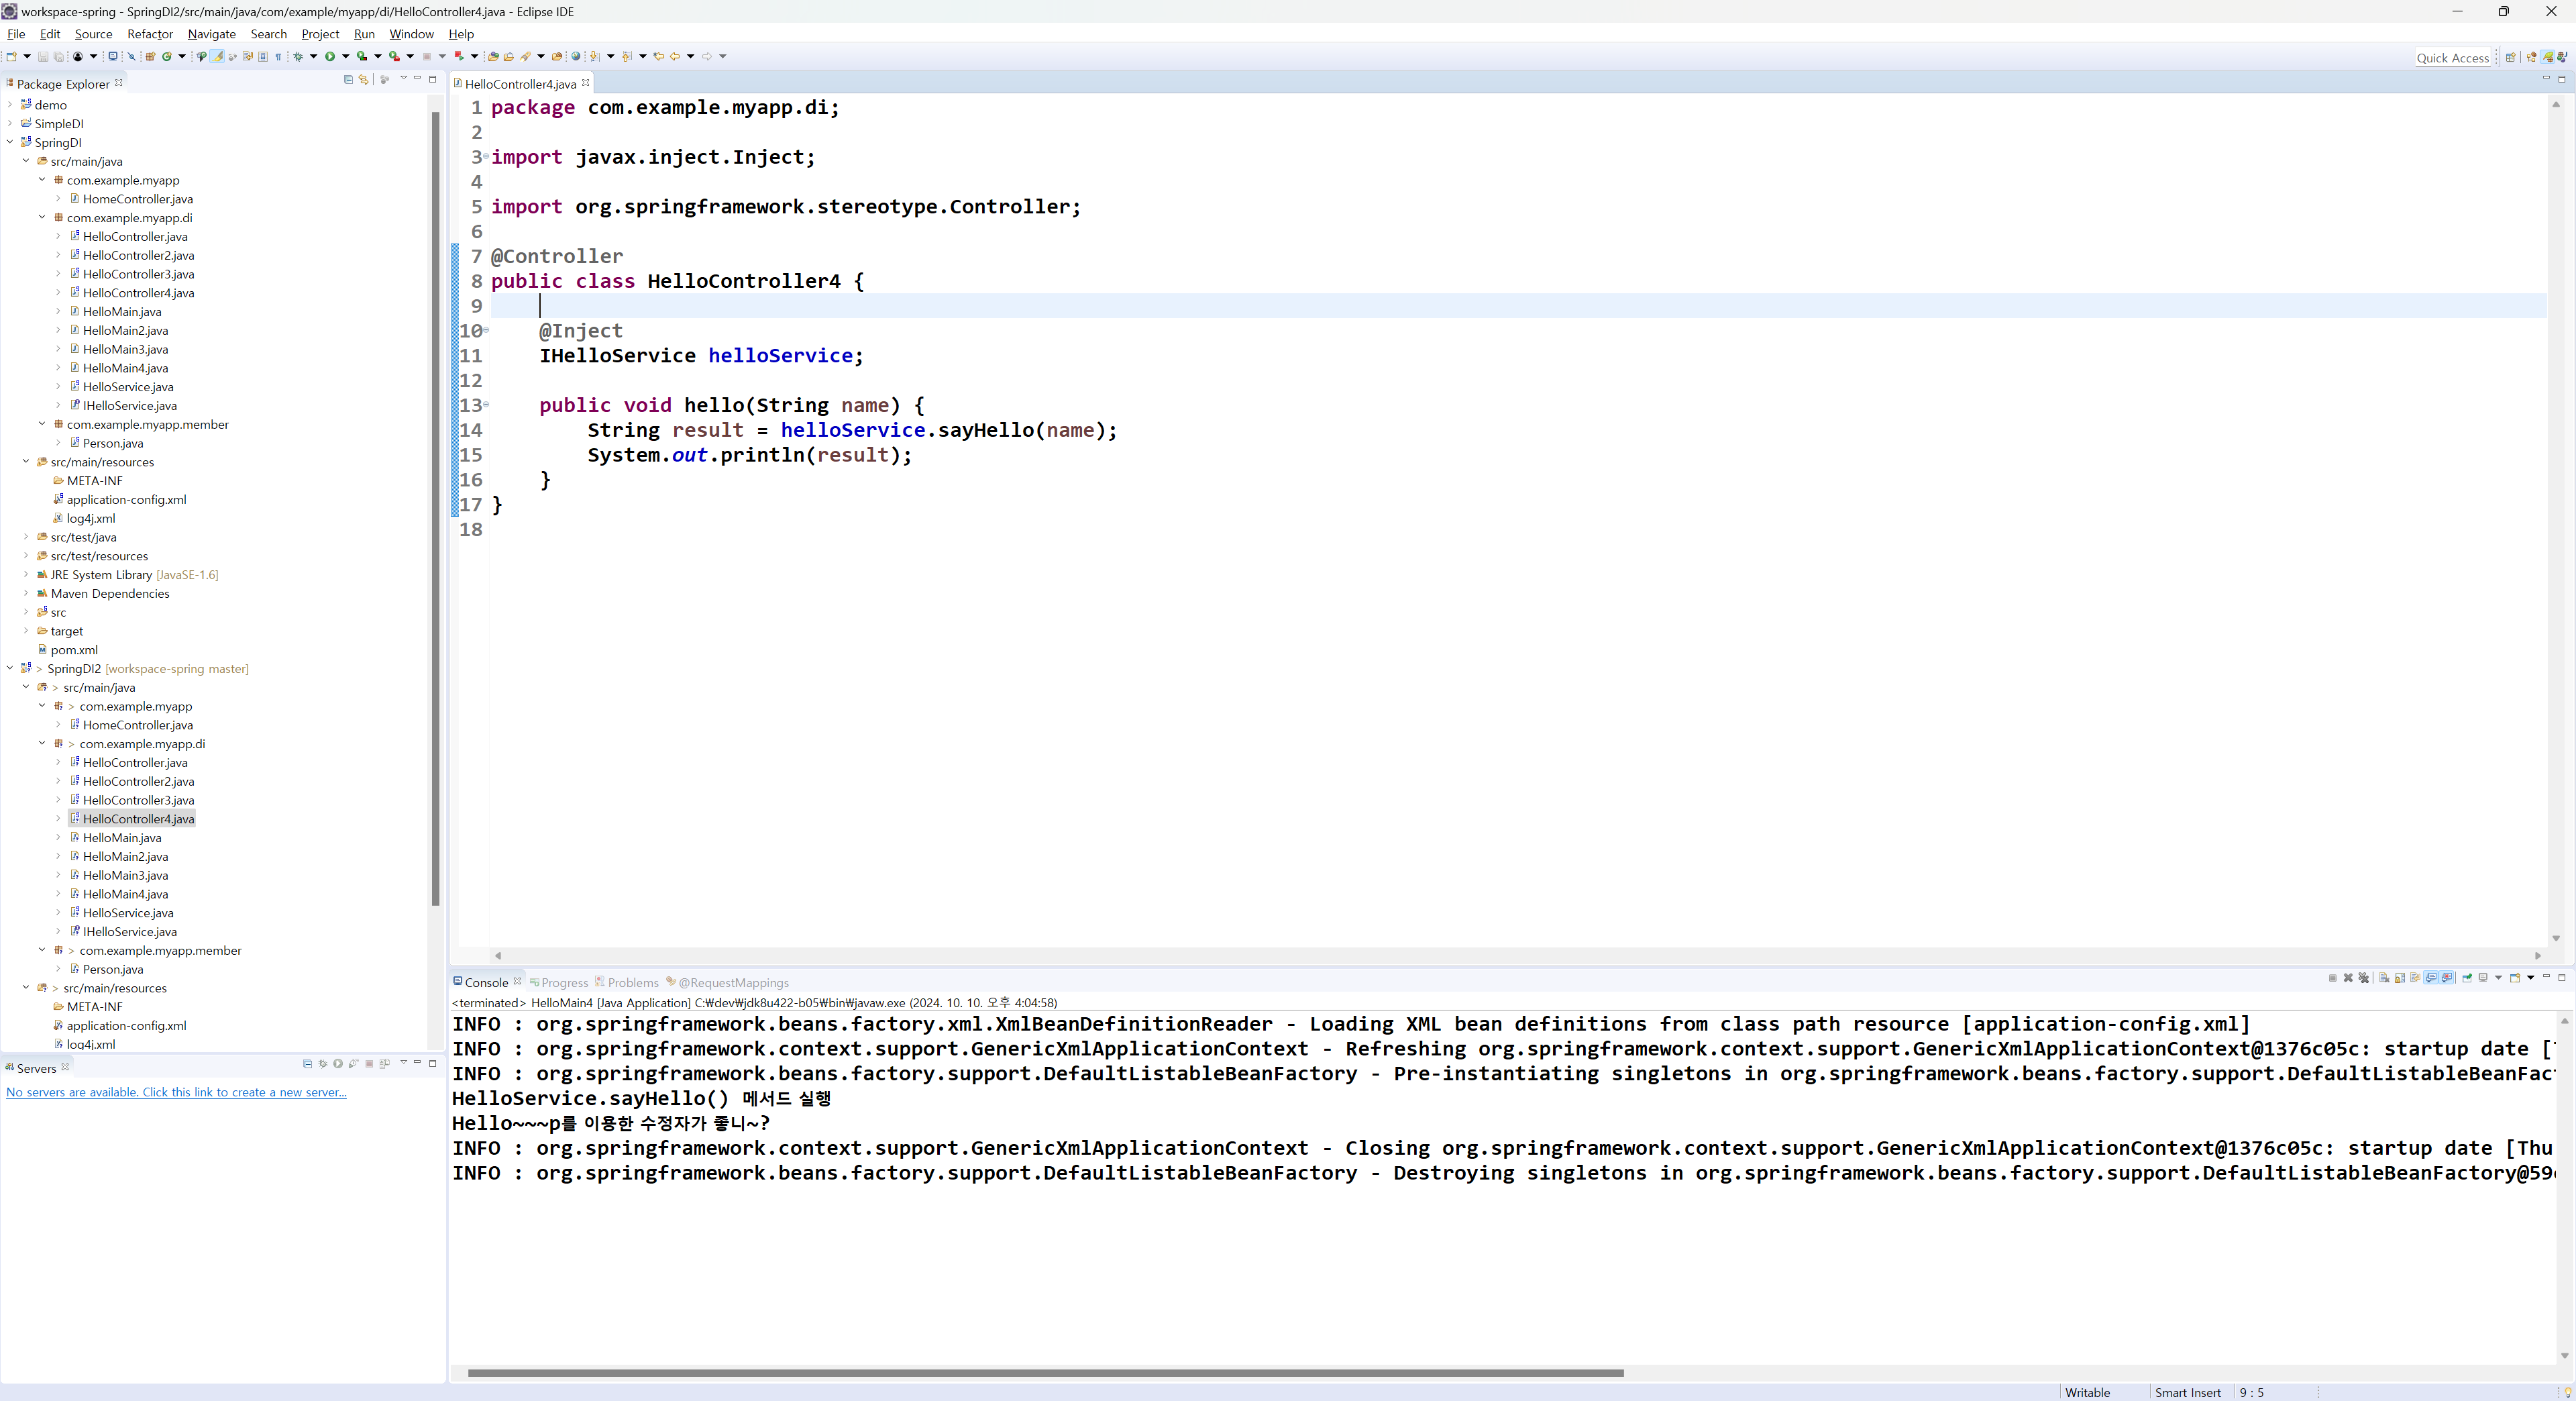 workspace-spring - SpringDI2/src/main/java/com/example/myapp/di/HelloController4.java - Eclipse IDE
File Edit Source Refactor Navigate Search Project Run Window Help
Quick Access
Package Explorer
demo
SimpleDI
SpringDI
src/main/java
com.example.myapp
HomeController.java
com.example.myapp.di
HelloController.java
HelloController2.java
HelloController3.java
HelloController4.java
HelloMain.java
HelloMain2.java
HelloMain3.java
HelloMain4.java
HelloService.java
IHelloService.java
com.example.myapp.member
Person.java
src/main/resources
META-INF
application-config.xml
log4j.xml
src/test/java
src/test/resources
JRE System Library [JavaSE-1.6]
Maven Dependencies
src
target
pom.xml
> SpringDI2 [workspace-spring master]
> src/main/java
> com.example.myapp
HomeController.java
> com.example.myapp.di
HelloController.java
HelloController2.java
HelloController3.java
HelloController4.java
HelloMain.java
HelloMain2.java
HelloMain3.java
HelloMain4.java
HelloService.java
IHelloService.java
> com.example.myapp.member
Person.java
> src/main/resources
META-INF
application-config.xml
log4j.xml
Servers
No servers are available. Click this link to create a new server...
HelloController4.java
1 package com.example.myapp.di;
2
3 import javax.inject.Inject;
4
5 import org.springframework.stereotype.Controller;
6
7 @Controller
8 public class HelloController4 {
9
10 @Inject
11 IHelloService helloService;
12
13 public void hello(String name) {
14 String result = helloService.sayHello(name);
15 System.out.println(result);
16 }
17 }
18
Console Progress Problems @RequestMappings
<terminated> HelloMain4 [Java Application] C:₩dev₩jdk8u422-b05₩bin₩javaw.exe (2024. 10. 10. 오후 4:04:58)
INFO : org.springframework.beans.factory.xml.XmlBeanDefinitionReader - Loading XML bean definitions from class path resource [application-config.xml]
INFO : org.springframework.context.support.GenericXmlApplicationContext - Refreshing org.springframework.context.support.GenericXmlApplicationContext@1376c05c: startup date [
INFO : org.springframework.beans.factory.support.DefaultListableBeanFactory - Pre-instantiating singletons in org.springframework.beans.factory.support.DefaultListableBeanFac
HelloService.sayHello() 메서드 실행
Hello~~~p를 이용한 수정자가 좋니~?
INFO : org.springframework.context.support.GenericXmlApplicationContext - Closing org.springframework.context.support.GenericXmlApplicationContext@1376c05c: startup date [Thu
INFO : org.springframework.beans.factory.support.DefaultListableBeanFactory - Destroying singletons in org.springframework.beans.factory.support.DefaultListableBeanFactory@59
Writable Smart Insert 9 : 5